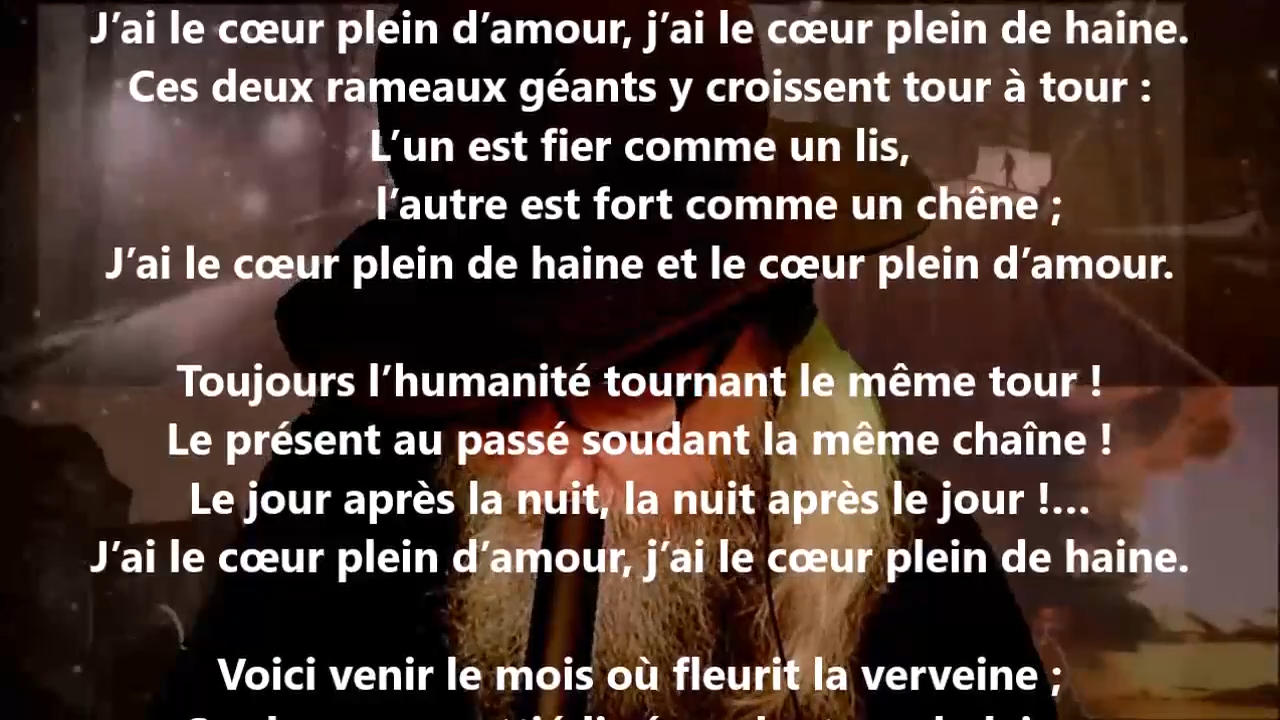 J’ai le cœur plein d’amour, j’ai le cœur plein de haine.
Ces deux rameaux géants y croissent tour à tour :
L’un est fier comme un lis,
l’autre est fort comme un chêne ;
J’ai le cœur plein de haine et le cœur plein d’amour.
Toujours l’humanité tournant le même tour !
Le présent au passé soudant la même chaîne !
Le jour après la nuit, la nuit après le jour !...
J’ai le cœur plein d’amour, j’ai le cœur plein de haine.
Voici venir le mois où fleurit la verveine ;